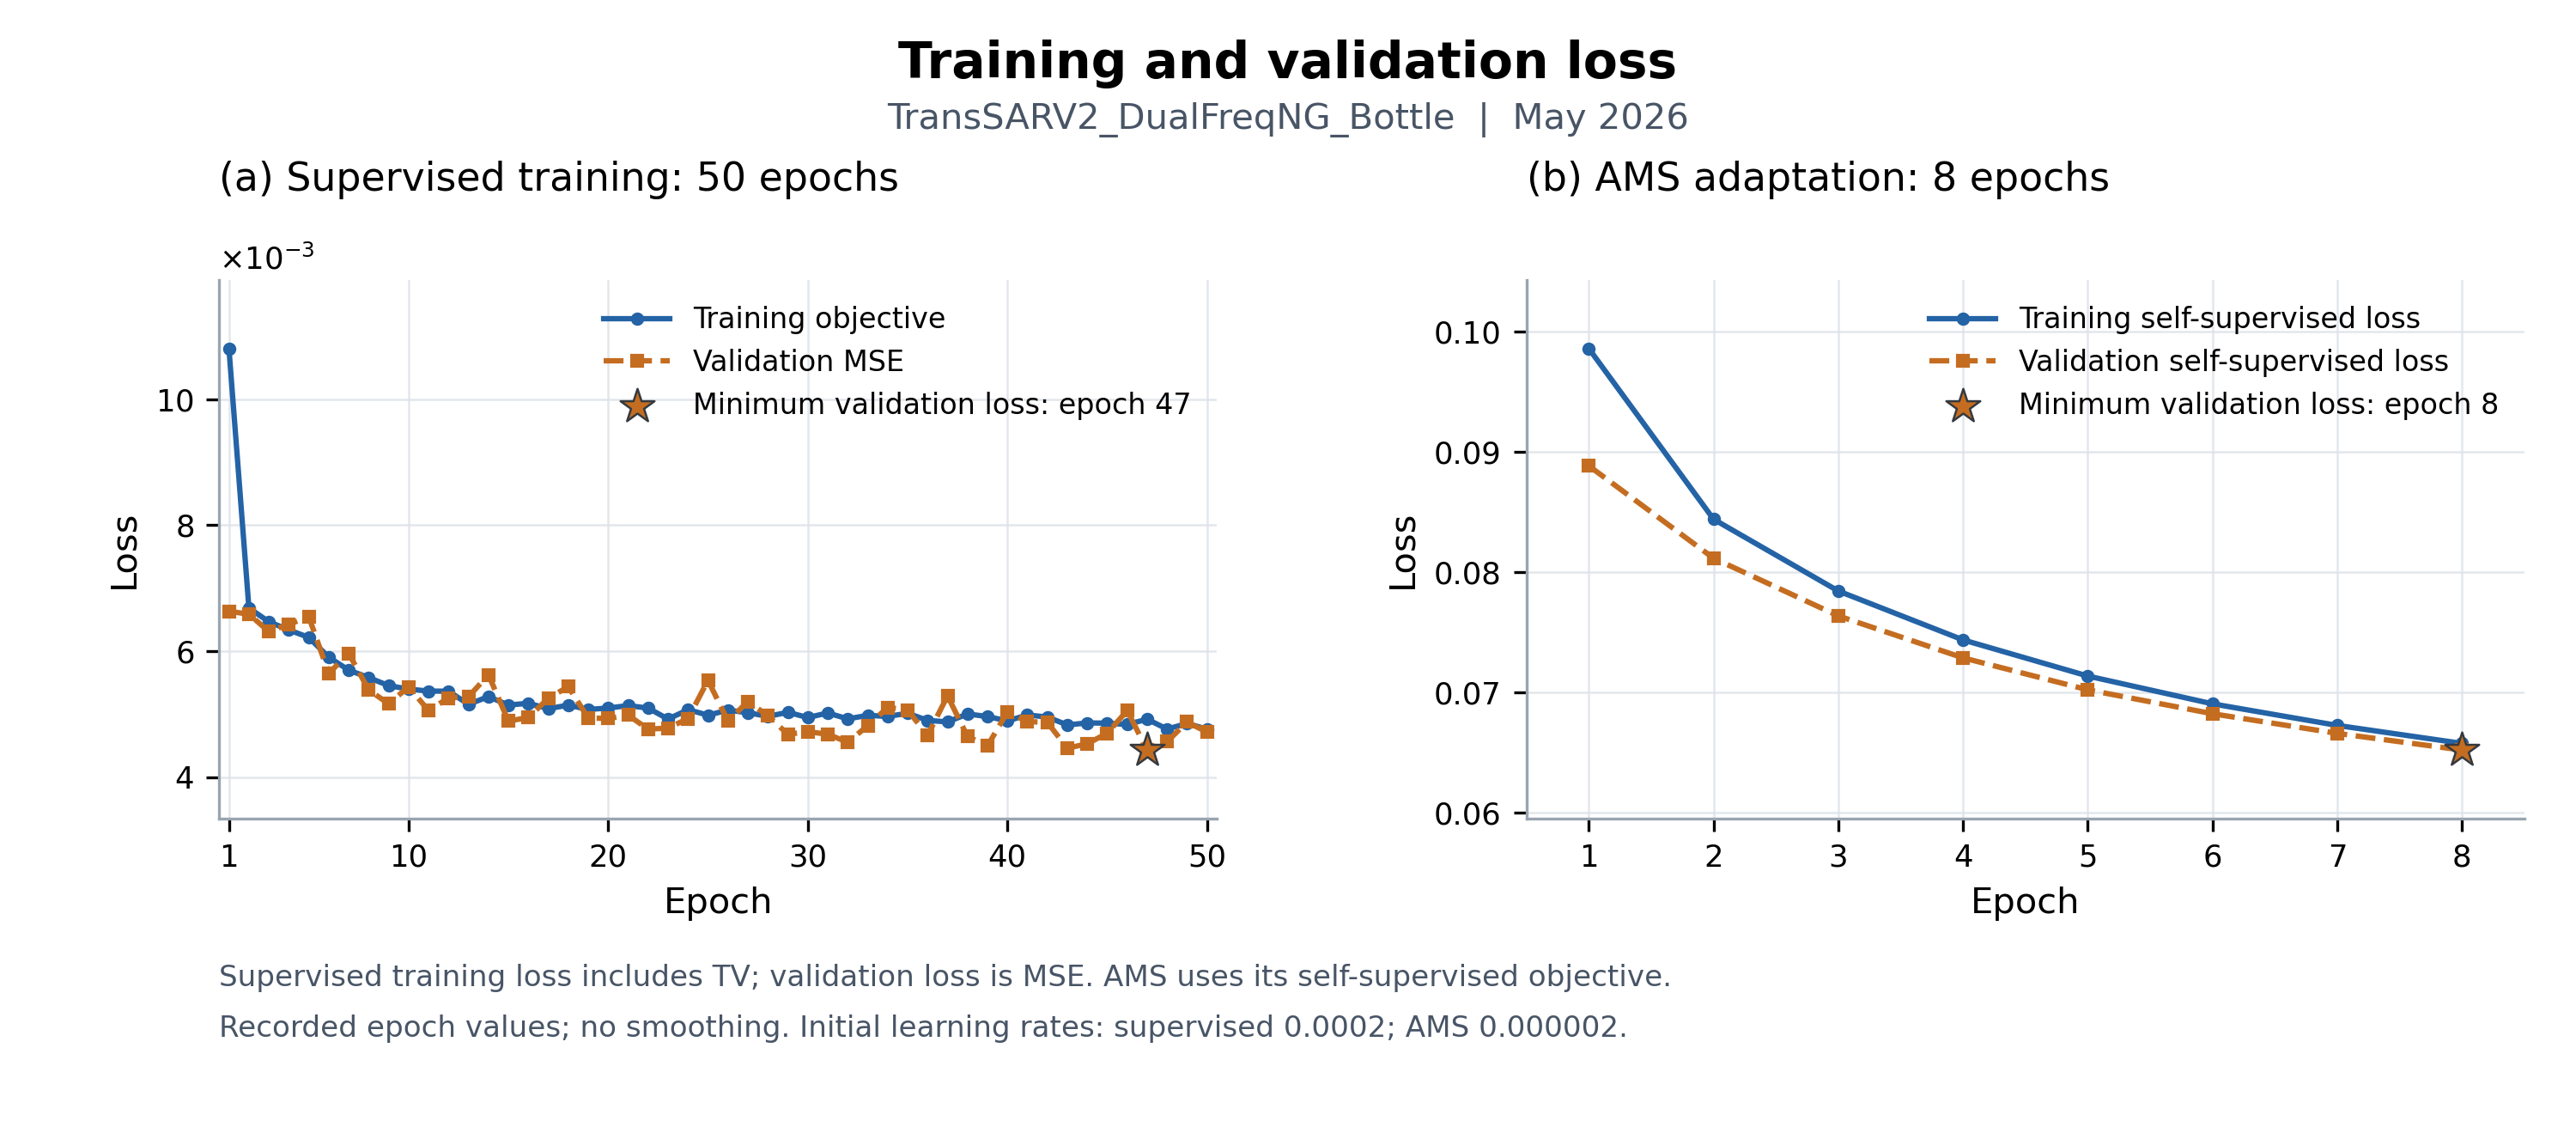 Training and validation loss
TransSARV2_DualFreqNG_Bottle | May 2026
(a) Supervised training: 50 epochs
×10⁻³
Training objective
Validation MSE
Minimum validation loss: epoch 47
10
8
6
4
Loss
1 10 20 30 40 50
Epoch
(b) AMS adaptation: 8 epochs
Training self-supervised loss
Validation self-supervised loss
Minimum validation loss: epoch 8
0.10
0.09
0.08
0.07
0.06
Loss
1 2 3 4 5 6 7 8
Epoch
Supervised training loss includes TV; validation loss is MSE. AMS uses its self-supervised objective.
Recorded epoch values; no smoothing. Initial learning rates: supervised 0.0002; AMS 0.000002.